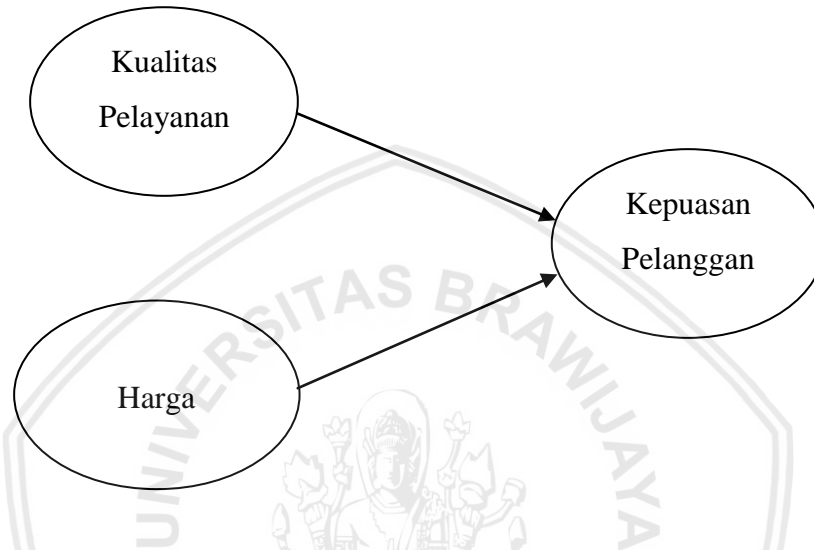 Kualitas
Pelayanan
Kepuasan
Pelanggan
Harga
UNIVERSITAS BRAWIJAYA